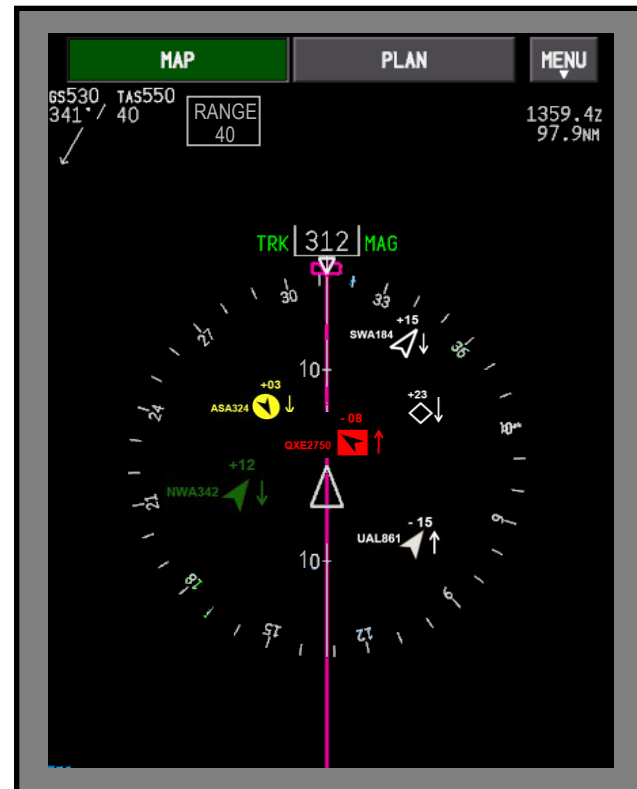 MAP PLAN MENU
GS530 TAS550
341°/ 40
RANGE
40
1359.4Z
97.9NM
TRK 312 MAG
30
33
+15
SWA184
27
36
10
+03
ASA324
+23
24
- 08
QXE2750
+12
NWA342
21
- 15
UAL861
9
10
18
6
15
12